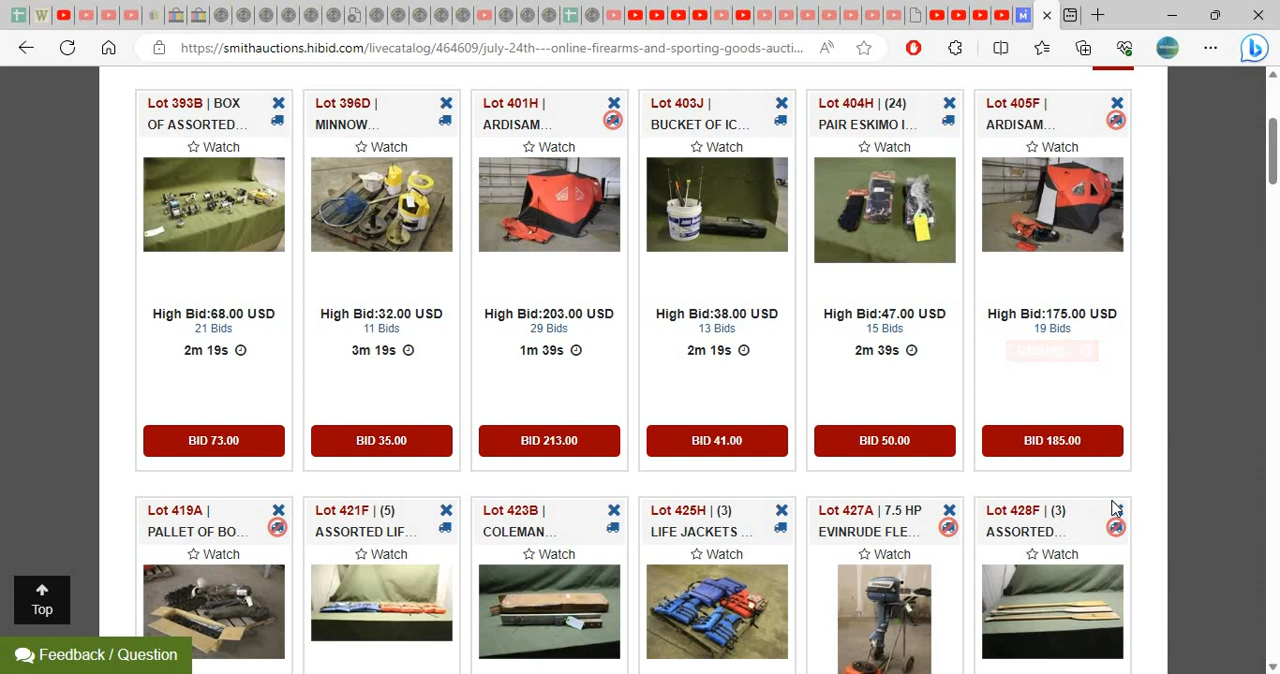 https://smithauctions.hibid.com/livecatalog/464609/july-24th---online-firearms-and-sporting-goods-aucti...
Lot 393B | BOX OF ASSORTED...
Watch
High Bid:68.00 USD
21 Bids
2m 19s
BID 73.00
Lot 396D | MINNOW...
Watch
High Bid:32.00 USD
11 Bids
3m 19s
BID 35.00
Lot 401H | ARDISAM...
Watch
High Bid:203.00 USD
29 Bids
1m 39s
BID 213.00
Lot 403J | BUCKET OF IC...
Watch
High Bid:38.00 USD
13 Bids
2m 19s
BID 41.00
Lot 404H | (24) PAIR ESKIMO I...
Watch
High Bid:47.00 USD
15 Bids
2m 39s
BID 50.00
Lot 405F | ARDISAM...
Watch
High Bid:175.00 USD
19 Bids
Closing...
BID 185.00
Lot 419A | PALLET OF BO...
Watch
Lot 421F | (5) ASSORTED LIF...
Watch
Lot 423B | COLEMAN...
Watch
Lot 425H | (3) LIFE JACKETS ...
Watch
Lot 427A | 7.5 HP EVINRUDE FLE...
Watch
Lot 428F | (3) ASSORTED...
Watch
Top
Feedback / Question